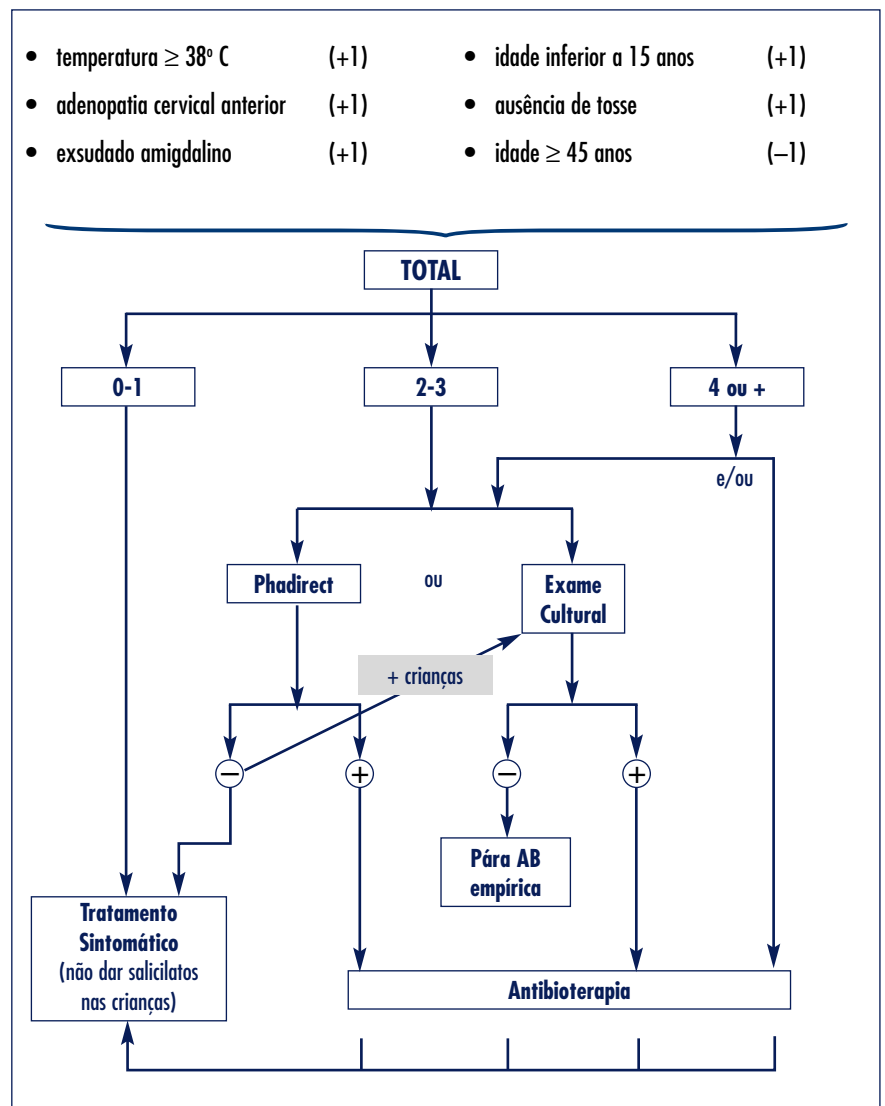 • temperatura ≥ 38º C (+1)
• adenopatia cervical anterior (+1)
• exsudado amigdalino (+1)
• idade inferior a 15 anos (+1)
• ausência de tosse (+1)
• idade ≥ 45 anos (–1)
TOTAL
0-1
2-3
4 ou +
e/ou
Phadirect
ou
Exame
Cultural
+ crianças
–
+
–
+
Pára AB
empírica
Tratamento
Sintomático
(não dar salicilatos
nas crianças)
Antibioterapia